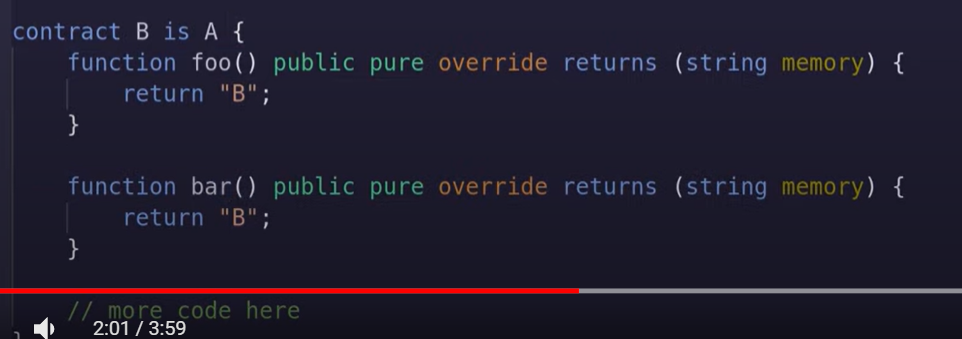 contract B is A {
function foo() public pure override returns (string memory) {
return "B";
}
function bar() public pure override returns (string memory) {
return "B";
}
// more code here
2:01 / 3:59